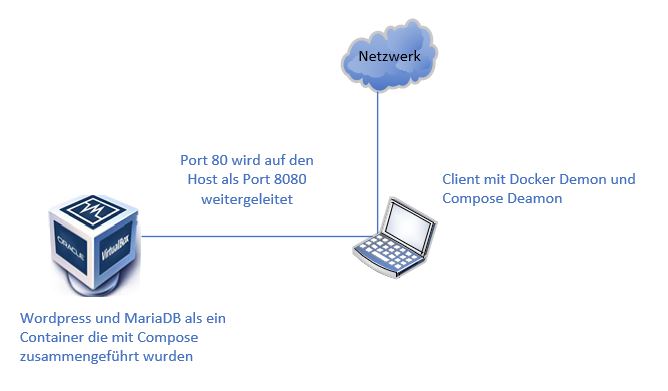 Netzwerk
Port 80 wird auf den
Host als Port 8080
weitergeleitet
Client mit Docker Demon und
Compose Deamon
ORACLE
VirtualBox
Wordpress und MariaDB als ein
Container die mit Compose
zusammengeführt wurden